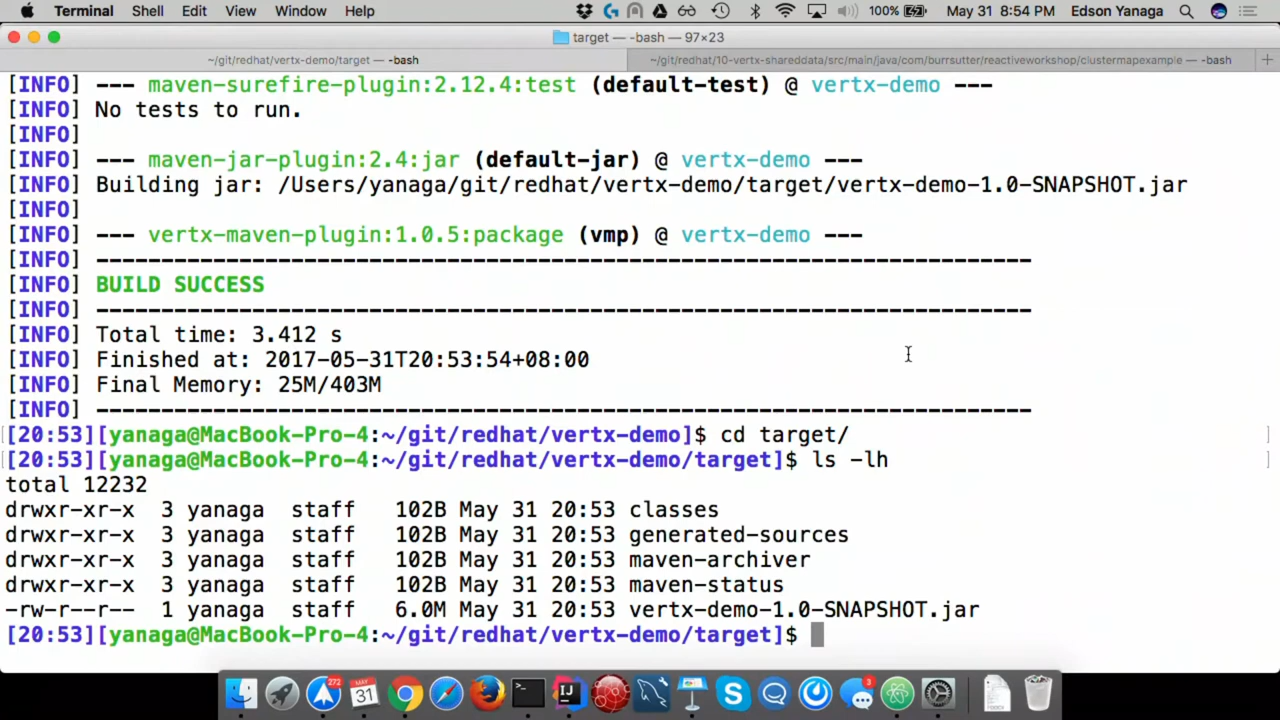 Terminal Shell Edit View Window Help 100% May 31 8:54 PM Edson Yanaga
target — -bash — 97×23
~/git/redhat/vertx-demo/target — -bash ~/git/redhat/10-vertx-shareddata/src/main/java/com/burrsutter/reactiveworkshop/clustermapexample — -bash +
[INFO] --- maven-surefire-plugin:2.12.4:test (default-test) @ vertx-demo ---
[INFO] No tests to run.
[INFO]
[INFO] --- maven-jar-plugin:2.4:jar (default-jar) @ vertx-demo ---
[INFO] Building jar: /Users/yanaga/git/redhat/vertx-demo/target/vertx-demo-1.0-SNAPSHOT.jar
[INFO]
[INFO] --- vertx-maven-plugin:1.0.5:package (vmp) @ vertx-demo ---
[INFO] ------------------------------------------------------------------------
[INFO] BUILD SUCCESS
[INFO] ------------------------------------------------------------------------
[INFO] Total time: 3.412 s
[INFO] Finished at: 2017-05-31T20:53:54+08:00
[INFO] Final Memory: 25M/403M
[INFO] ------------------------------------------------------------------------
[20:53][yanaga@MacBook-Pro-4:~/git/redhat/vertx-demo]$ cd target/
[20:53][yanaga@MacBook-Pro-4:~/git/redhat/vertx-demo/target]$ ls -lh
total 12232
drwxr-xr-x 3 yanaga staff 102B May 31 20:53 classes
drwxr-xr-x 3 yanaga staff 102B May 31 20:53 generated-sources
drwxr-xr-x 3 yanaga staff 102B May 31 20:53 maven-archiver
drwxr-xr-x 3 yanaga staff 102B May 31 20:53 maven-status
-rw-r--r-- 1 yanaga staff 6.0M May 31 20:53 vertx-demo-1.0-SNAPSHOT.jar
[20:53][yanaga@MacBook-Pro-4:~/git/redhat/vertx-demo/target]$
272
MAY
31
IJ
3